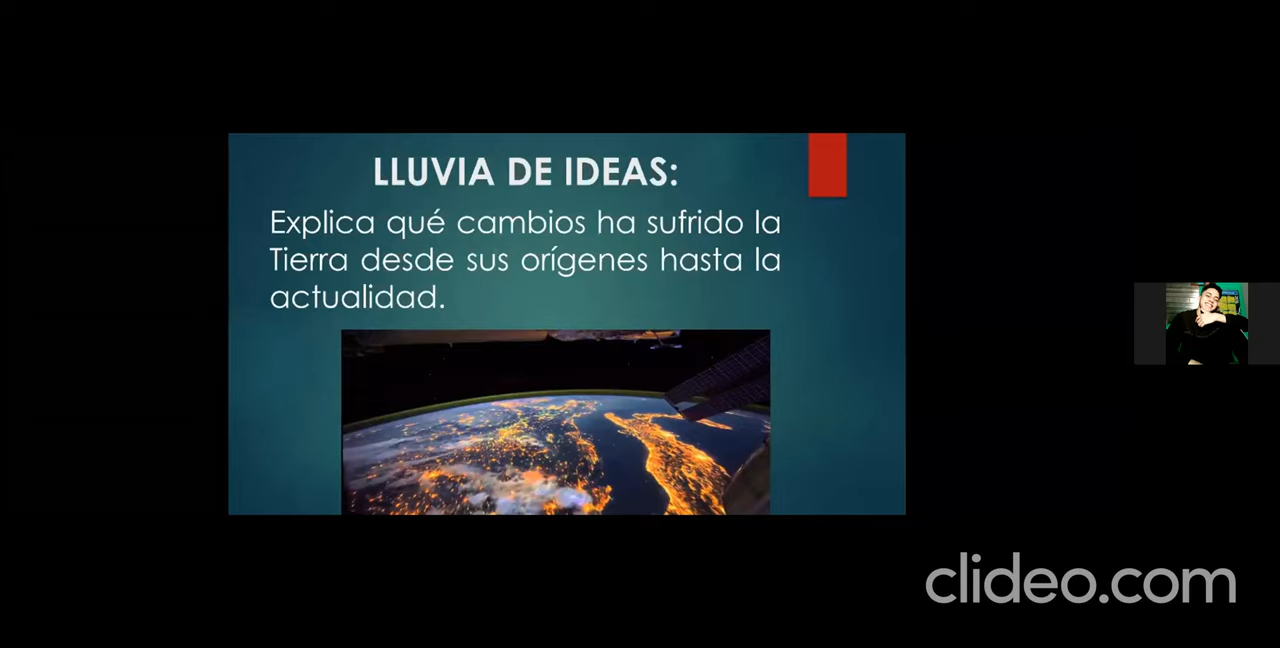 LLUVIA DE IDEAS:
Explica qué cambios ha sufrido la
Tierra desde sus orígenes hasta la
actualidad.
clideo.com